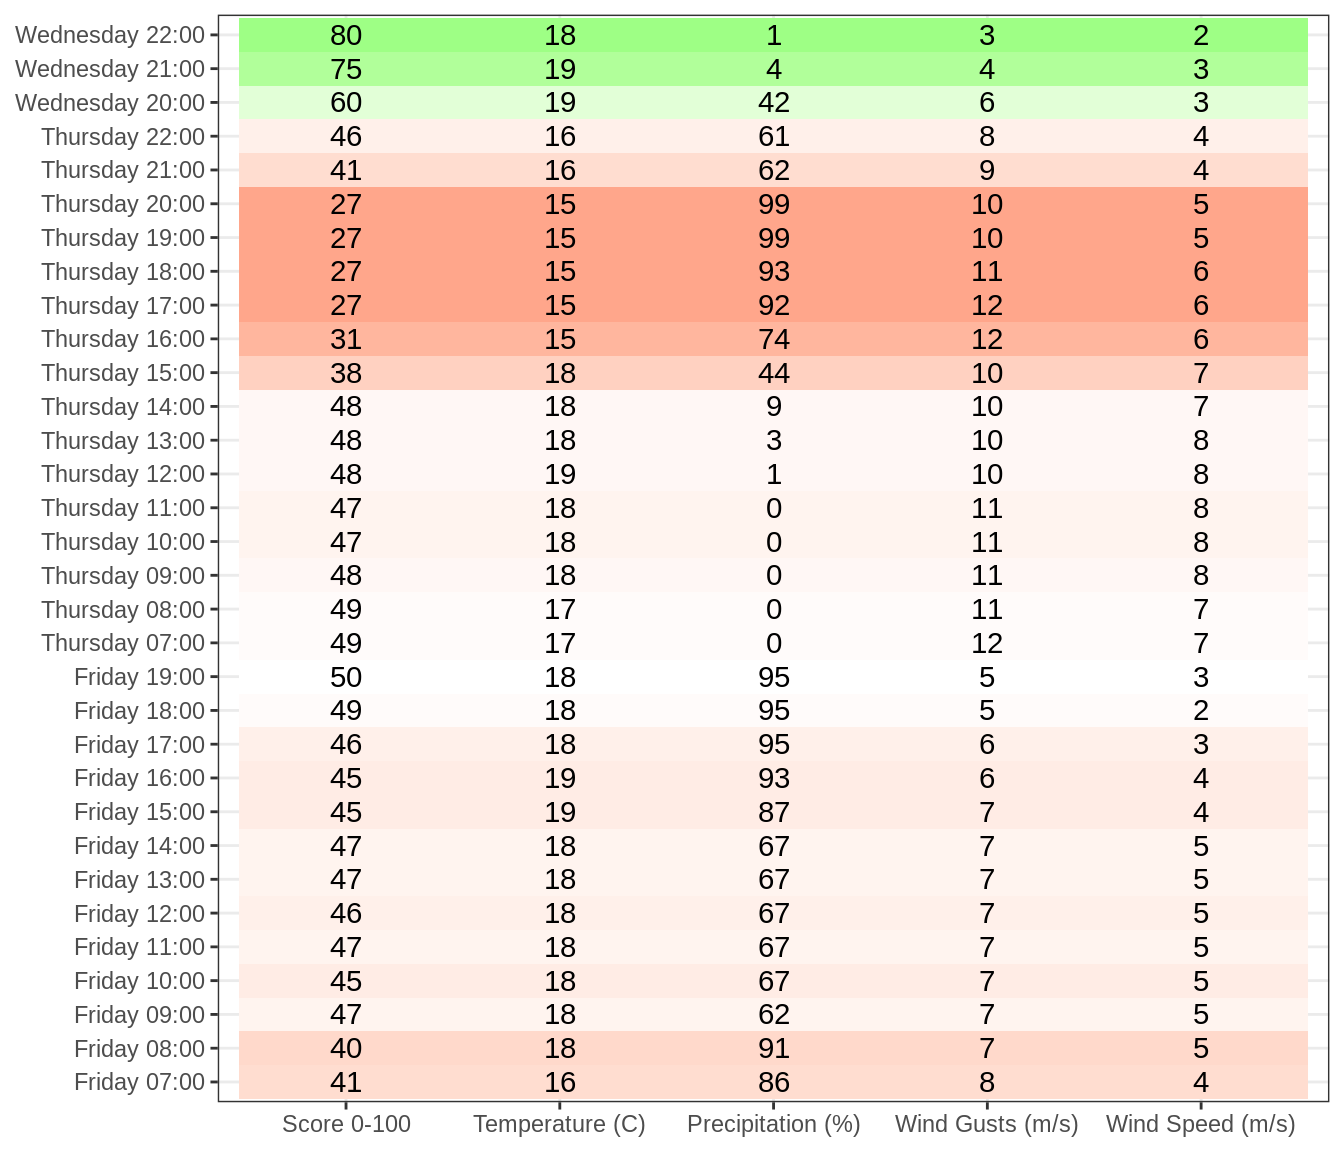 Wednesday 22:00 80 18 1 3 2
Wednesday 21:00 75 19 4 4 3
Wednesday 20:00 60 19 42 6 3
Thursday 22:00 46 16 61 8 4
Thursday 21:00 41 16 62 9 4
Thursday 20:00 27 15 99 10 5
Thursday 19:00 27 15 99 10 5
Thursday 18:00 27 15 93 11 6
Thursday 17:00 27 15 92 12 6
Thursday 16:00 31 15 74 12 6
Thursday 15:00 38 18 44 10 7
Thursday 14:00 48 18 9 10 7
Thursday 13:00 48 18 3 10 8
Thursday 12:00 48 19 1 10 8
Thursday 11:00 47 18 0 11 8
Thursday 10:00 47 18 0 11 8
Thursday 09:00 48 18 0 11 8
Thursday 08:00 49 17 0 11 7
Thursday 07:00 49 17 0 12 7
Friday 19:00 50 18 95 5 3
Friday 18:00 49 18 95 5 2
Friday 17:00 46 18 95 6 3
Friday 16:00 45 19 93 6 4
Friday 15:00 45 19 87 7 4
Friday 14:00 47 18 67 7 5
Friday 13:00 47 18 67 7 5
Friday 12:00 46 18 67 7 5
Friday 11:00 47 18 67 7 5
Friday 10:00 45 18 67 7 5
Friday 09:00 47 18 62 7 5
Friday 08:00 40 18 91 7 5
Friday 07:00 41 16 86 8 4
Score 0-100 Temperature (C) Precipitation (%) Wind Gusts (m/s) Wind Speed (m/s)